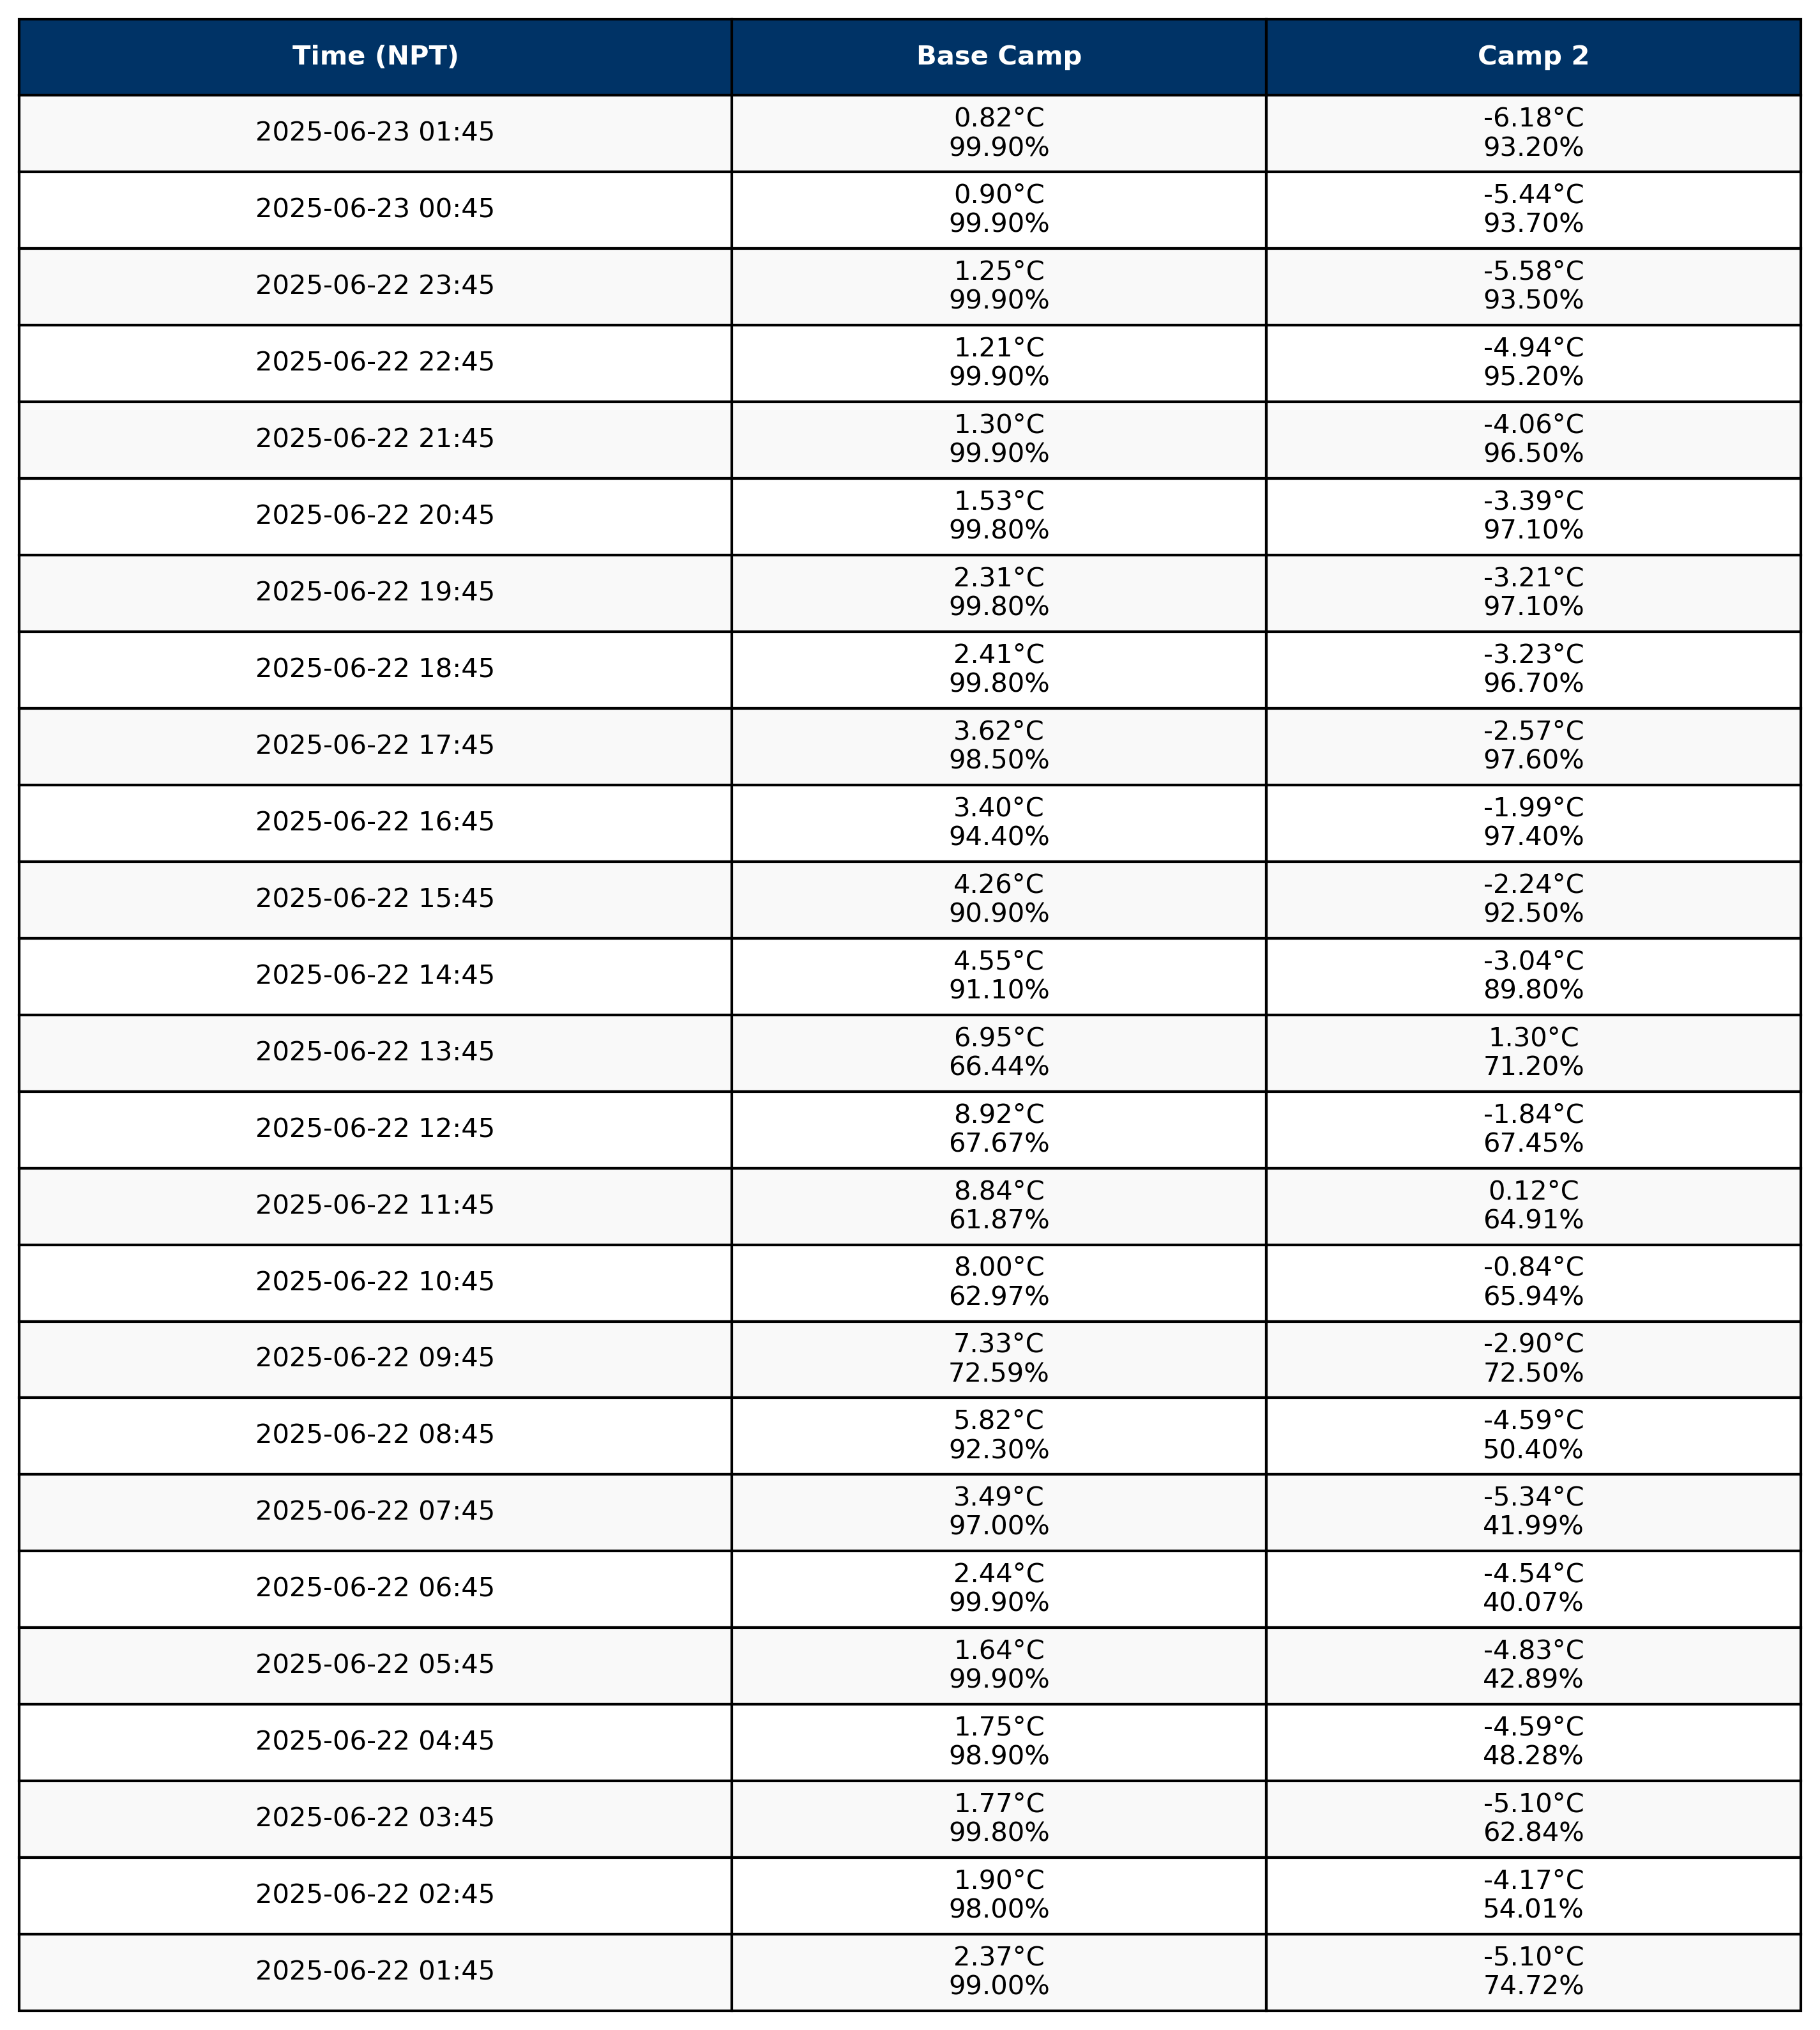 Time (NPT) Base Camp Camp 2
2025-06-23 01:45 0.82°C -6.18°C
99.90% 93.20%
2025-06-23 00:45 0.90°C -5.44°C
99.90% 93.70%
2025-06-22 23:45 1.25°C -5.58°C
99.90% 93.50%
2025-06-22 22:45 1.21°C -4.94°C
99.90% 95.20%
2025-06-22 21:45 1.30°C -4.06°C
99.90% 96.50%
2025-06-22 20:45 1.53°C -3.39°C
99.80% 97.10%
2025-06-22 19:45 2.31°C -3.21°C
99.80% 97.10%
2025-06-22 18:45 2.41°C -3.23°C
99.80% 96.70%
2025-06-22 17:45 3.62°C -2.57°C
98.50% 97.60%
2025-06-22 16:45 3.40°C -1.99°C
94.40% 97.40%
2025-06-22 15:45 4.26°C -2.24°C
90.90% 92.50%
2025-06-22 14:45 4.55°C -3.04°C
91.10% 89.80%
2025-06-22 13:45 6.95°C 1.30°C
66.44% 71.20%
2025-06-22 12:45 8.92°C -1.84°C
67.67% 67.45%
2025-06-22 11:45 8.84°C 0.12°C
61.87% 64.91%
2025-06-22 10:45 8.00°C -0.84°C
62.97% 65.94%
2025-06-22 09:45 7.33°C -2.90°C
72.59% 72.50%
2025-06-22 08:45 5.82°C -4.59°C
92.30% 50.40%
2025-06-22 07:45 3.49°C -5.34°C
97.00% 41.99%
2025-06-22 06:45 2.44°C -4.54°C
99.90% 40.07%
2025-06-22 05:45 1.64°C -4.83°C
99.90% 42.89%
2025-06-22 04:45 1.75°C -4.59°C
98.90% 48.28%
2025-06-22 03:45 1.77°C -5.10°C
99.80% 62.84%
2025-06-22 02:45 1.90°C -4.17°C
98.00% 54.01%
2025-06-22 01:45 2.37°C -5.10°C
99.00% 74.72%